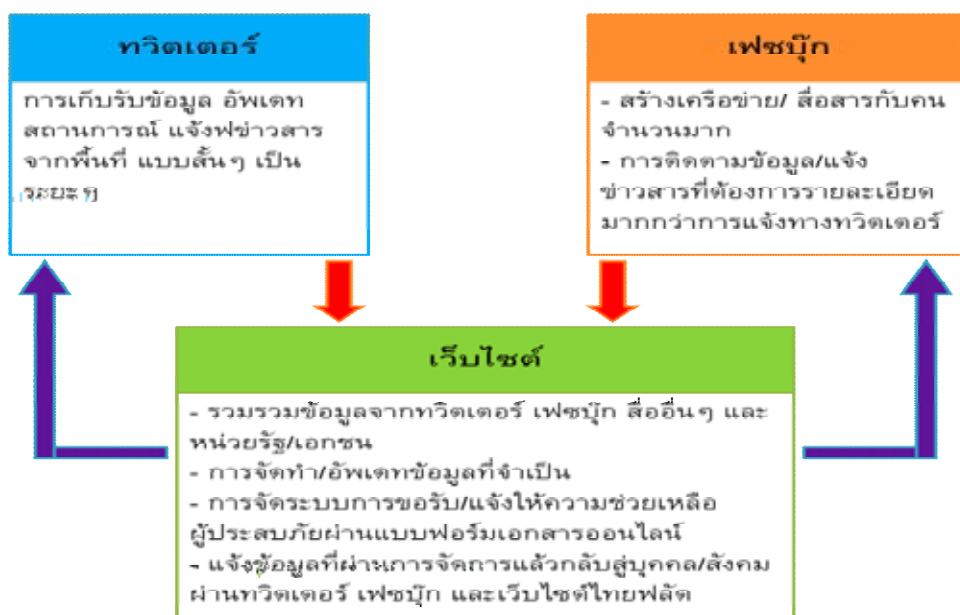 ทวิตเตอร์
การเก็บรับข้อมูล อัพเดท
สถานการณ์ แจ้งฟข่าวสาร
จากพื้นที่ แบบสั้นๆ เป็น
ระยะๆ
เฟซบุ๊ก
- สร้างเครือข่าย/ สื่อสารกับคน
จำนวนมาก
- การติดตามข้อมูล/แจ้ง
ข่าวสารที่ต้องการรายละเอียด
มากกว่าการแจ้งทางทวิตเตอร์
เว็บไซต์
- รวมรวมข้อมูลจากทวิตเตอร์ เฟซบุ๊ก สื่ออื่นๆ และ
หน่วยรัฐ/เอกชน
- การจัดทำ/อัพเดทข้อมูลที่จำเป็น
- การจัดระบบการขอรับ/แจ้งให้ความช่วยเหลือ
ผู้ประสบภัยผ่านแบบฟอร์มเอกสารออนไลน์
- แจ้งข้อมูลที่ผ่านการจัดการแล้วกลับสู่บุคคล/สังคม
ผ่านทวิตเตอร์ เฟซบุ๊ก และเว็บไซต์ไทยฟลัด